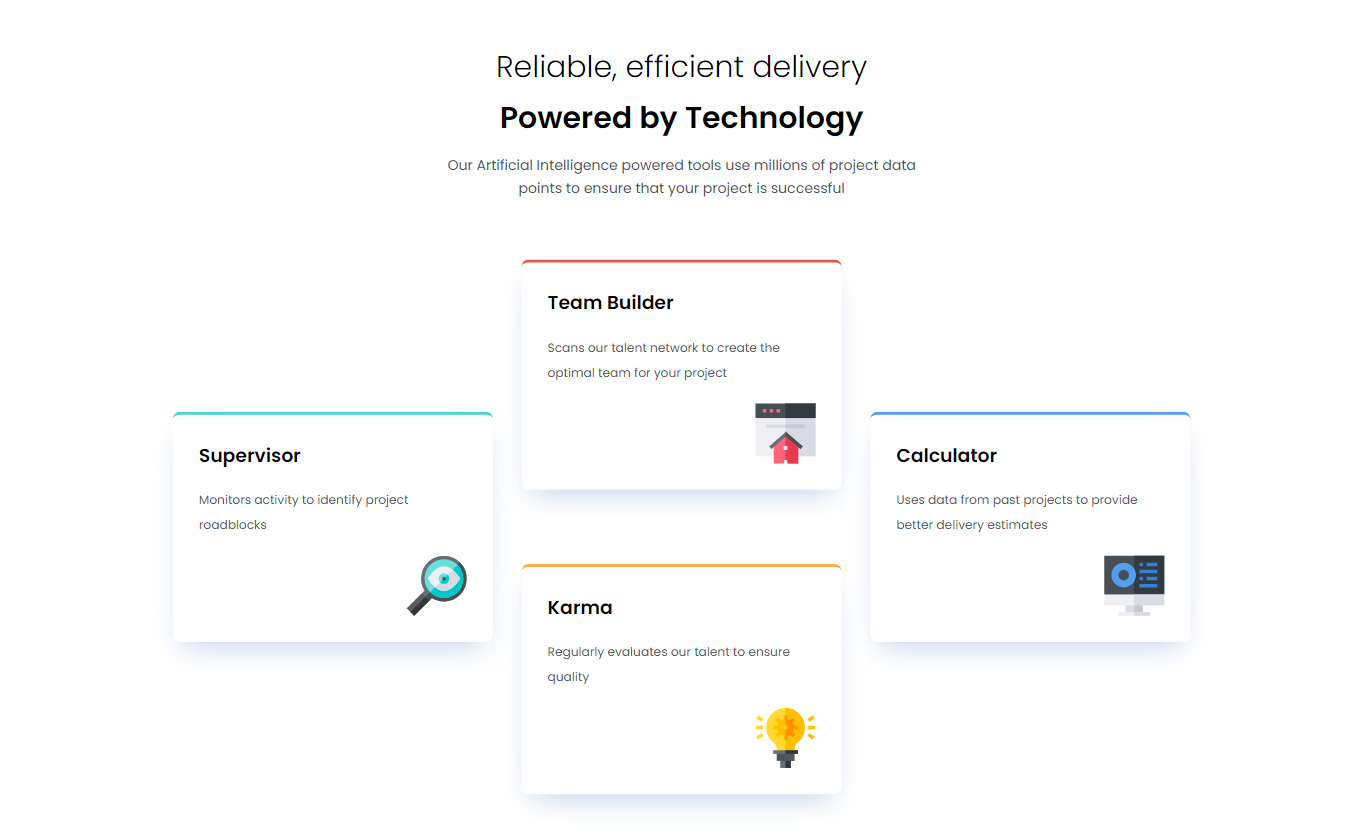 Reliable, efficient delivery
Powered by Technology
Our Artificial Intelligence powered tools use millions of project data
points to ensure that your project is successful
Team Builder
Scans our talent network to create the
optimal team for your project
Supervisor
Monitors activity to identify project
roadblocks
Calculator
Uses data from past projects to provide
better delivery estimates
Karma
Regularly evaluates our talent to ensure
quality